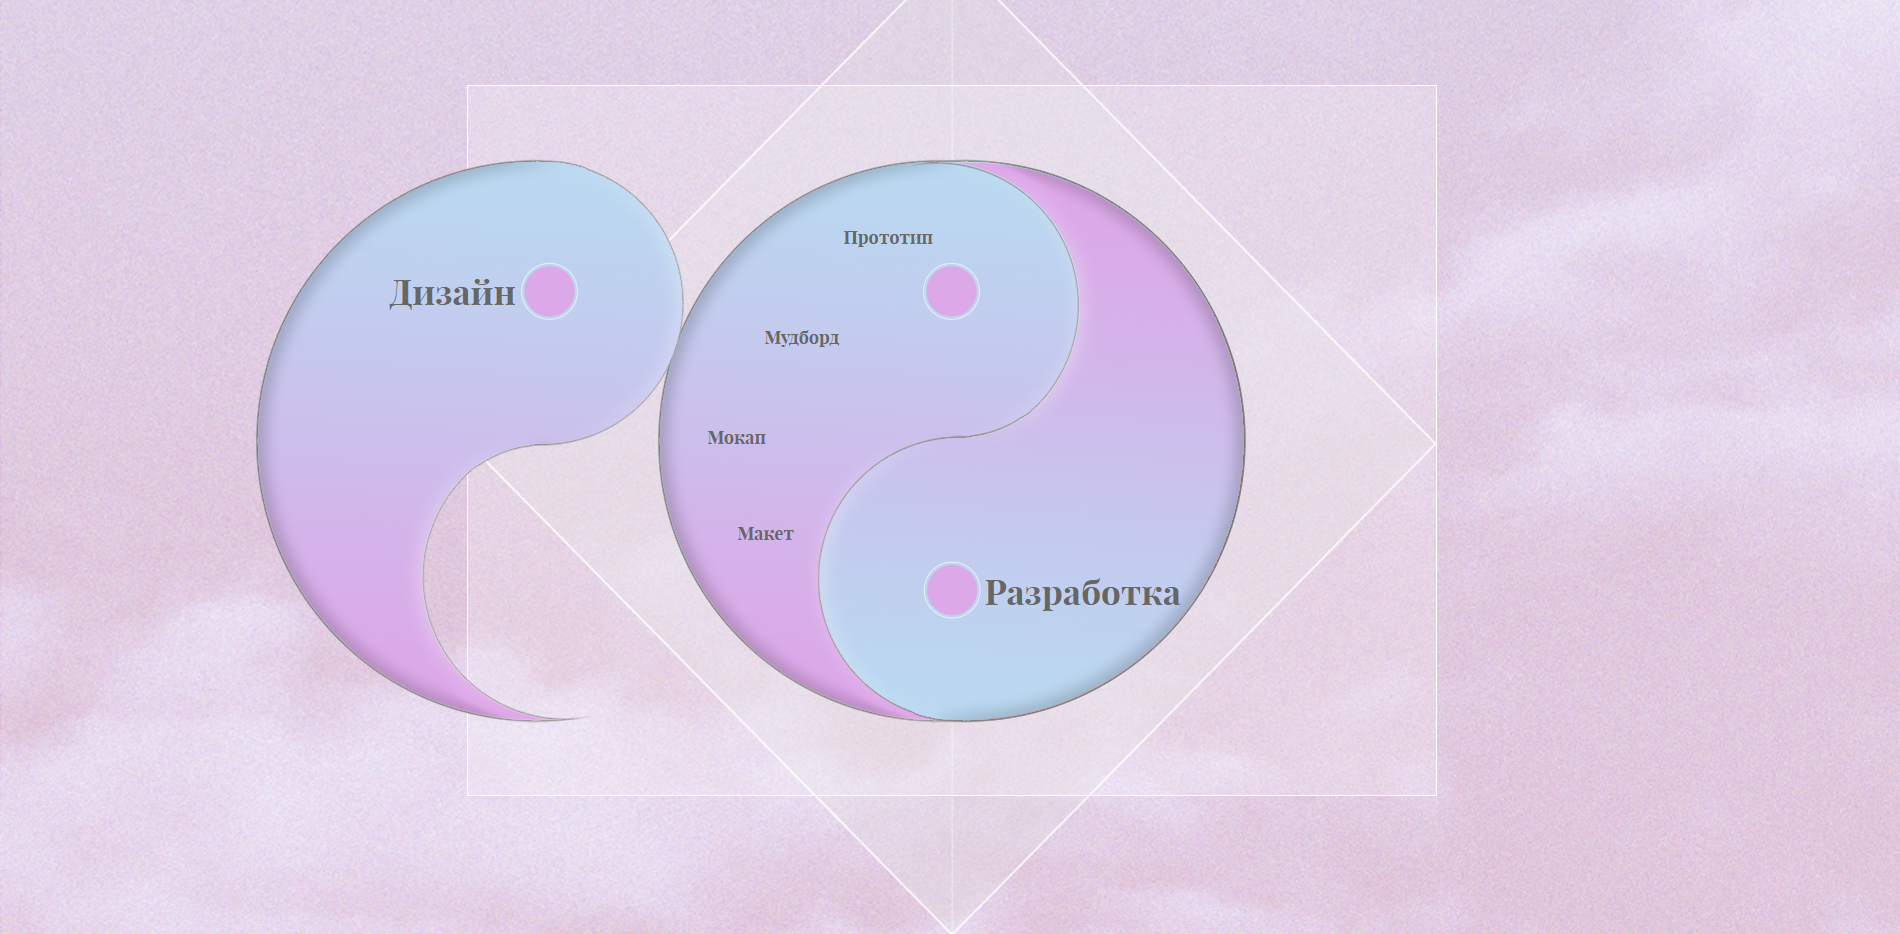 Прототип
Дизайн
Мудборд
Мокап
Макет
Разработка